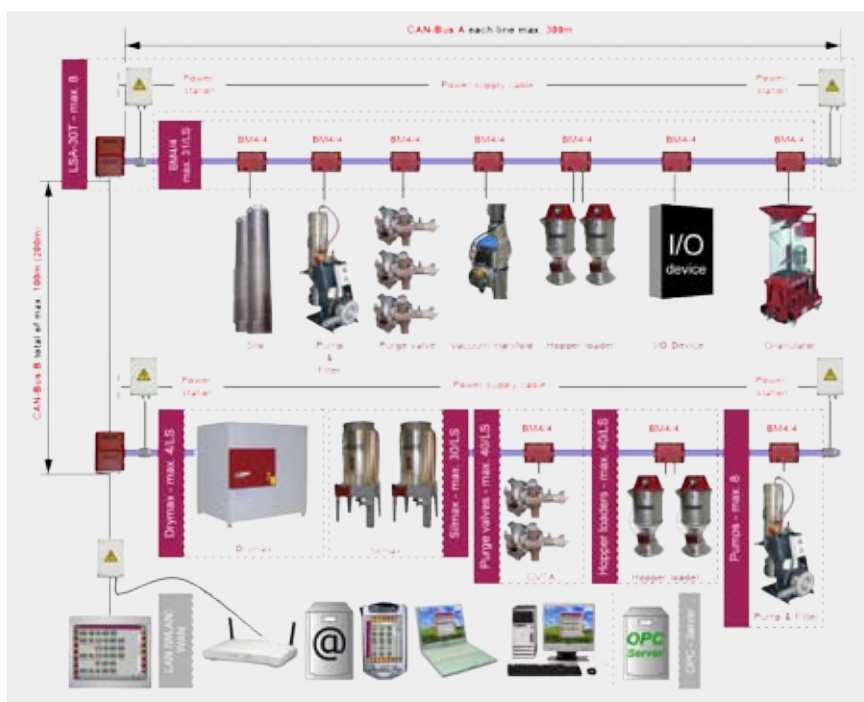 CAN-Bus A each line max. 300m
LSA-30T - max. 8
Power
station
Power supply cable
Power
station
BM4/4
max. 31/LS
BM4/4
BM4/4
BM4/4
BM4/4
BM4/4
BM4/4
BM4/4
CAN-Bus B total of max. 100m (200m)
I/O
device
Silo
Pump
&
Filter
Purge valve
Vacuum manifold
Hopper loader
I/O Device
Granulator
Power
station
Power supply cable
Power
station
Drymax - max. 4/LS
Silmax - max. 30/LS
Purge valves - max. 40/LS
BM4/4
Hopper loaders - max. 40/LS
BM4/4
Pumps - max. 8
BM4/4
Drymax
Silmax
CVTA
Hopper loader
Pump & Filter
LAN /WLAN/
WAN
@
OPC
Server
OPC - Server